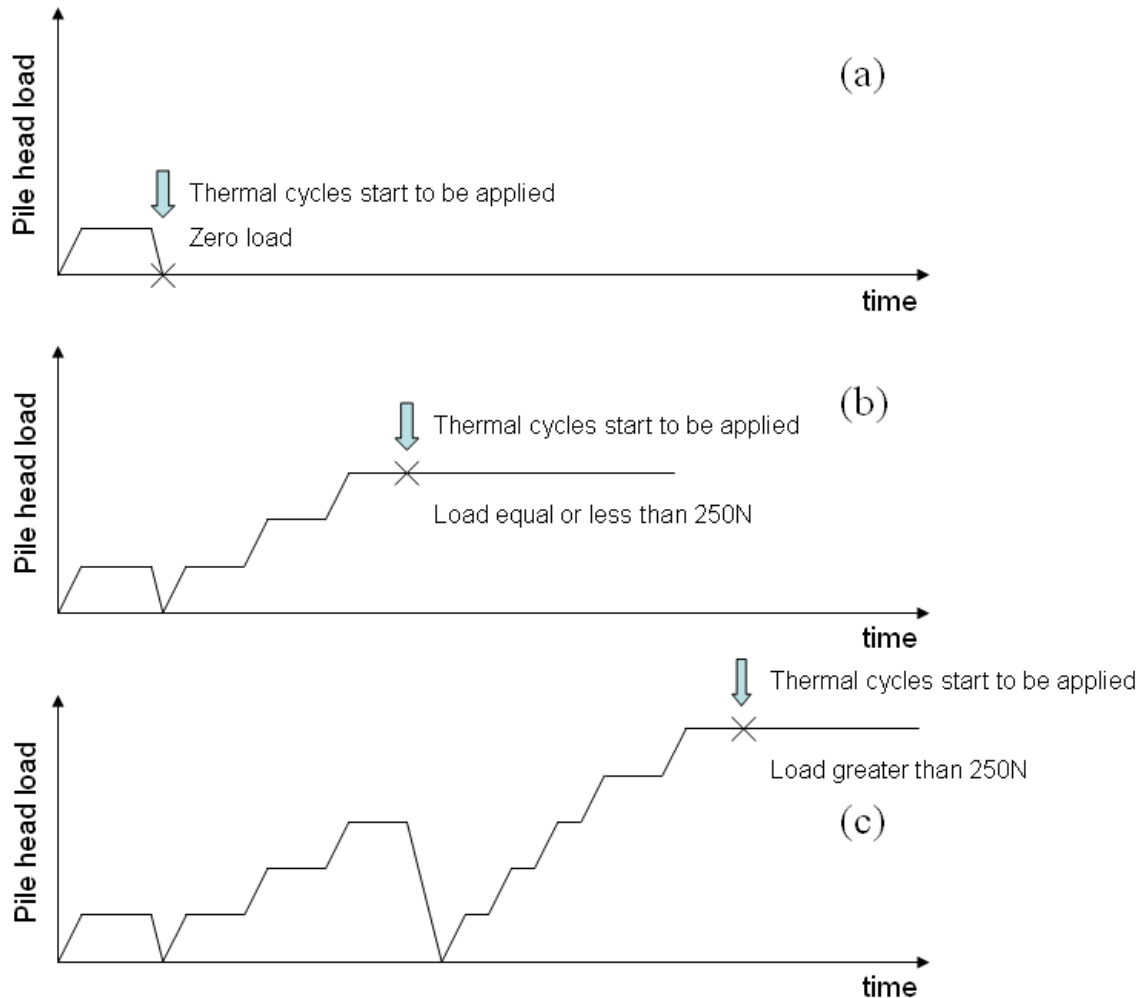 Pile head load
(a)
Thermal cycles start to be applied
Zero load
time
Pile head load
(b)
Thermal cycles start to be applied
Load equal or less than 250N
time
Pile head load
Thermal cycles start to be applied
Load greater than 250N
(c)
time